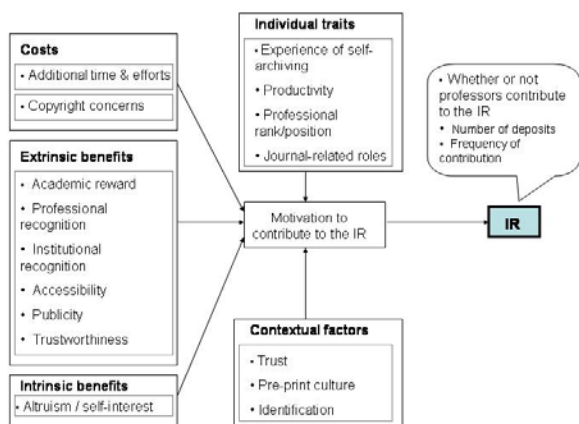 Costs
• Additional time & efforts
• Copyright concerns
Extrinsic benefits
• Academic reward
• Professional
recognition
• Institutional
recognition
• Accessibility
• Publicity
• Trustworthiness
Intrinsic benefits
• Altruism / self-interest
Individual traits
• Experience of self-
archiving
• Productivity
• Professional
rank/position
• Journal-related roles
Motivation to
contribute to the IR
Contextual factors
• Trust
• Pre-print culture
• Identification
• Whether or not
professors contribute
to the IR
• Number of deposits
• Frequency of
contribution
IR